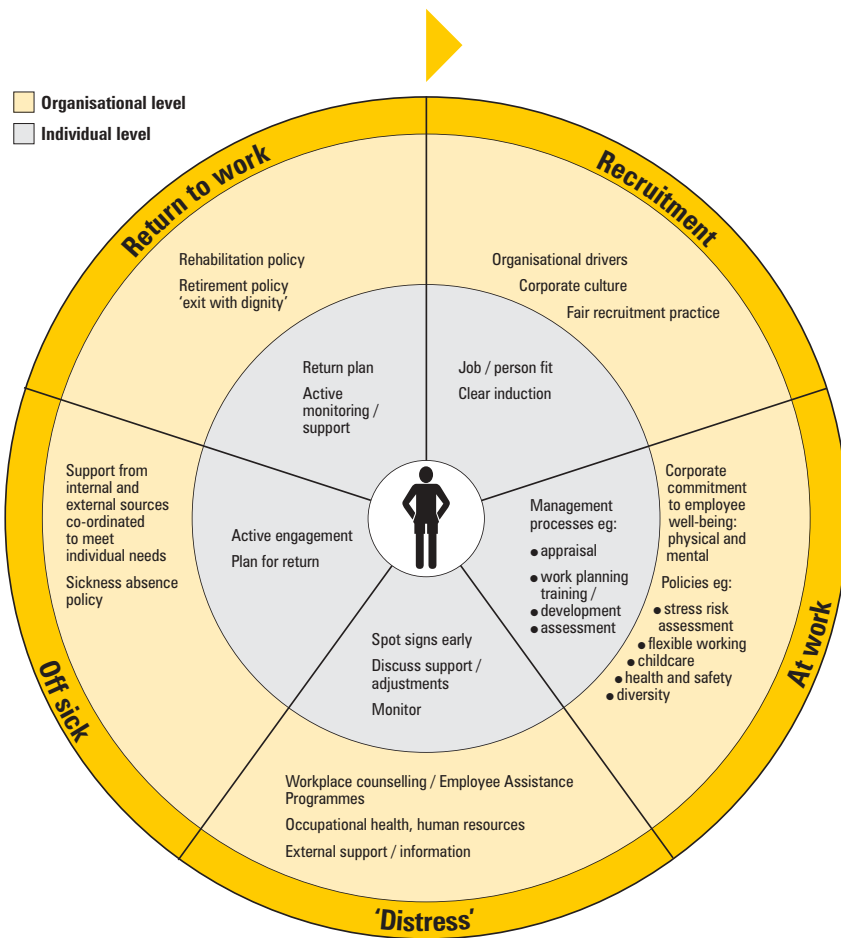 Organisational level
Individual level
Recruitment
Organisational drivers
Corporate culture
Fair recruitment practice
Job / person fit
Clear induction
At work
Corporate
commitment
to employee
well-being:
physical and
mental
Policies eg:
● stress risk
assessment
● flexible working
● childcare
● health and safety
● diversity
Management
processes eg:
● appraisal
● work planning
training /
● development
● assessment
'Distress'
Spot signs early
Discuss support /
adjustments
Monitor
Workplace counselling / Employee Assistance
Programmes
Occupational health, human resources
External support / information
Off sick
Support from
internal and
external sources
co-ordinated
to meet
individual needs
Sickness absence
policy
Active engagement
Plan for return
Return to work
Rehabilitation policy
Retirement policy
'exit with dignity'
Return plan
Active
monitoring /
support